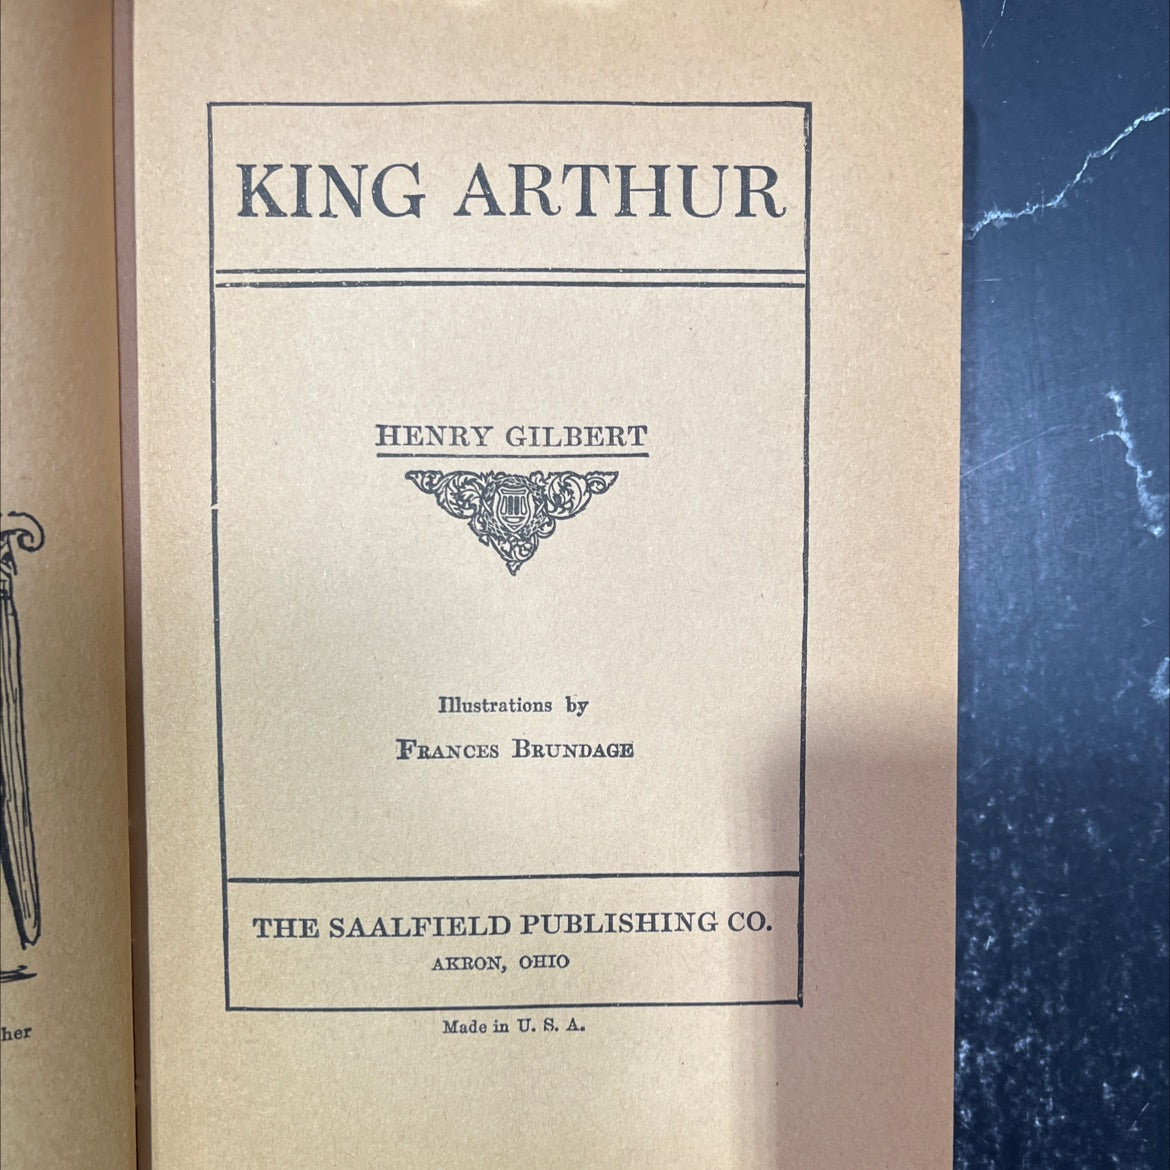 KING ARTHUR
HENRY GILBERT
Illustrations by
FRANCES BRUNDAGE
THE SAALFIELD PUBLISHING CO.
AKRON, OHIO
Made in U. S. A.
her